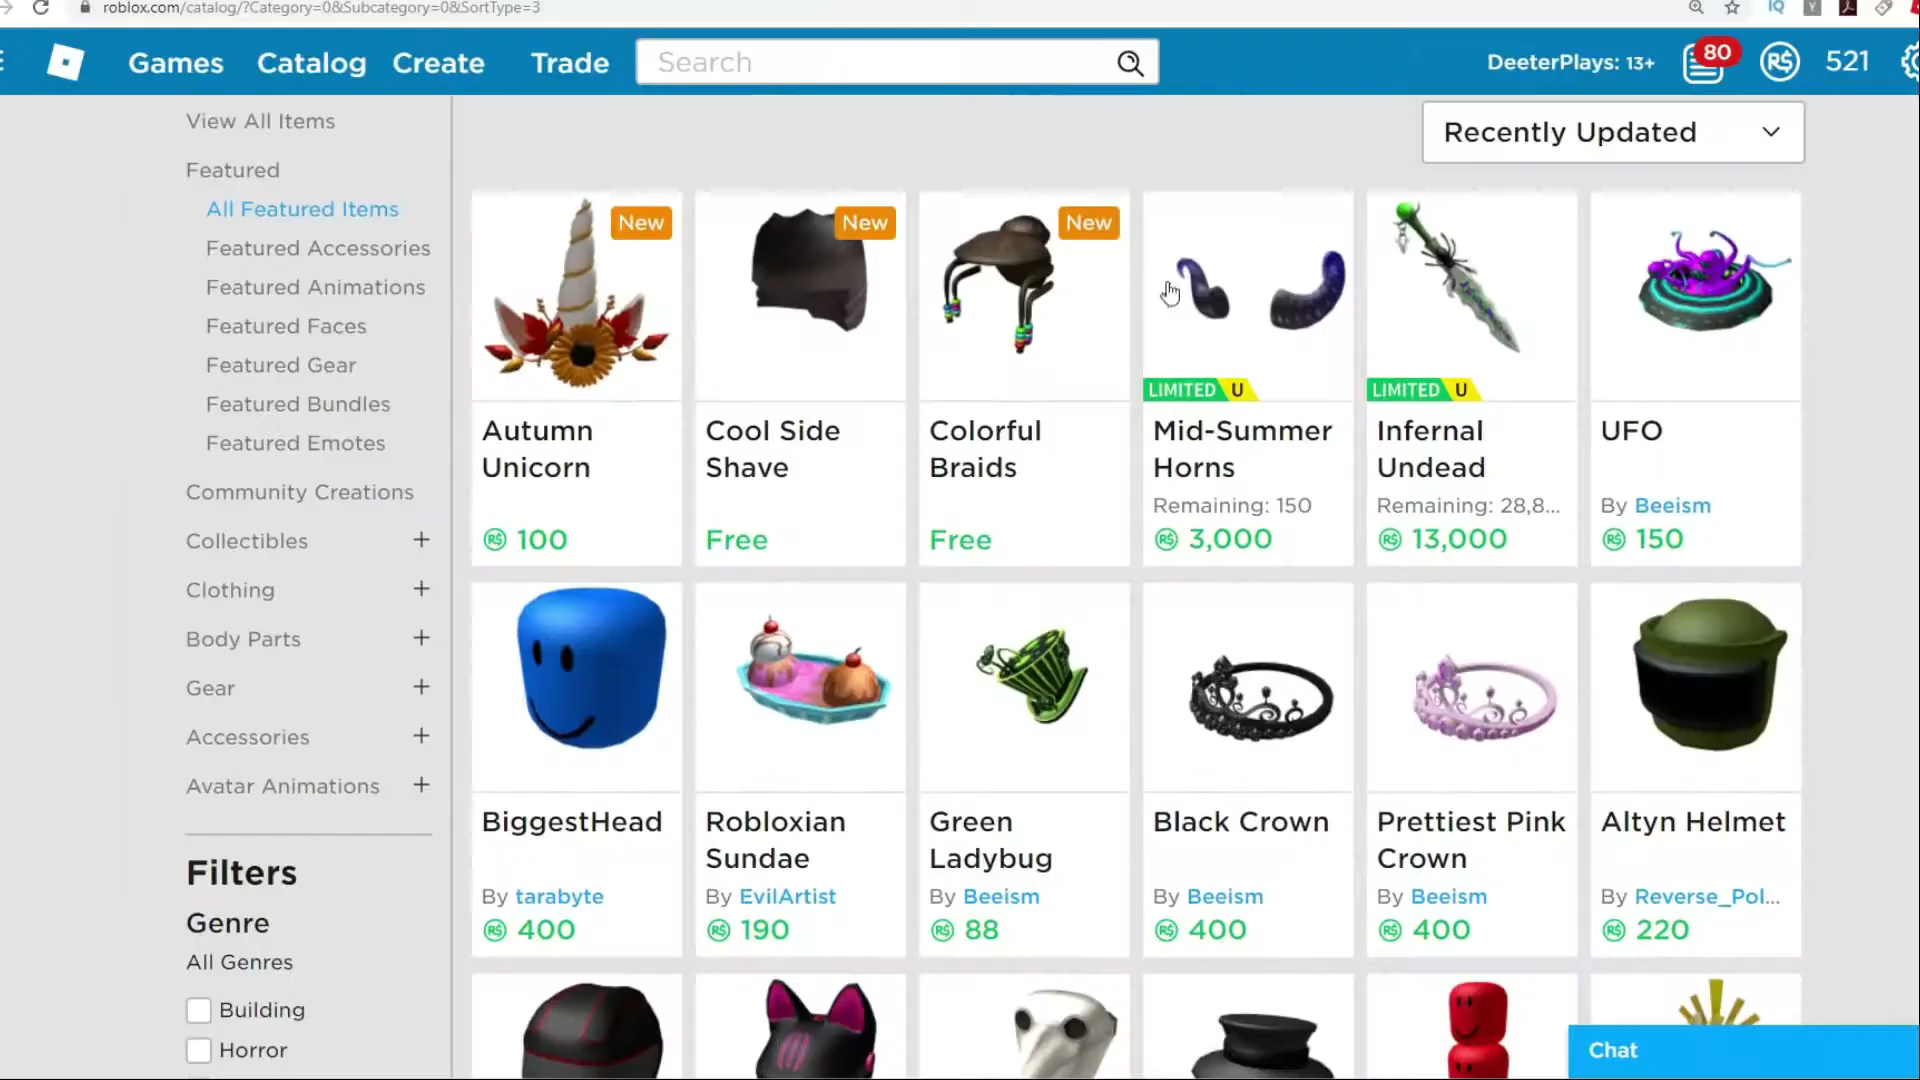 roblox.com/catalog/?Category=0&Subcategory=0&SortType=3
Games Catalog Create Trade Search DeeterPlays: 13+ 80 521
View All Items
Featured
All Featured Items
Featured Accessories
Featured Animations
Featured Faces
Featured Gear
Featured Bundles
Featured Emotes
Community Creations
Collectibles +
Clothing +
Body Parts +
Gear +
Accessories +
Avatar Animations +
Filters
Genre
All Genres
Building
Horror
Recently Updated
New
Autumn
Unicorn
100
New
Cool Side
Shave
Free
New
Colorful
Braids
Free
LIMITED U
Mid-Summer
Horns
Remaining: 150
3,000
LIMITED U
Infernal
Undead
Remaining: 28,8...
13,000
UFO
By Beeism
150
BiggestHead
By tarabyte
400
Robloxian
Sundae
By EvilArtist
190
Green
Ladybug
By Beeism
88
Black Crown
By Beeism
400
Prettiest Pink
Crown
By Beeism
400
Altyn Helmet
By Reverse_Pol...
220
Chat